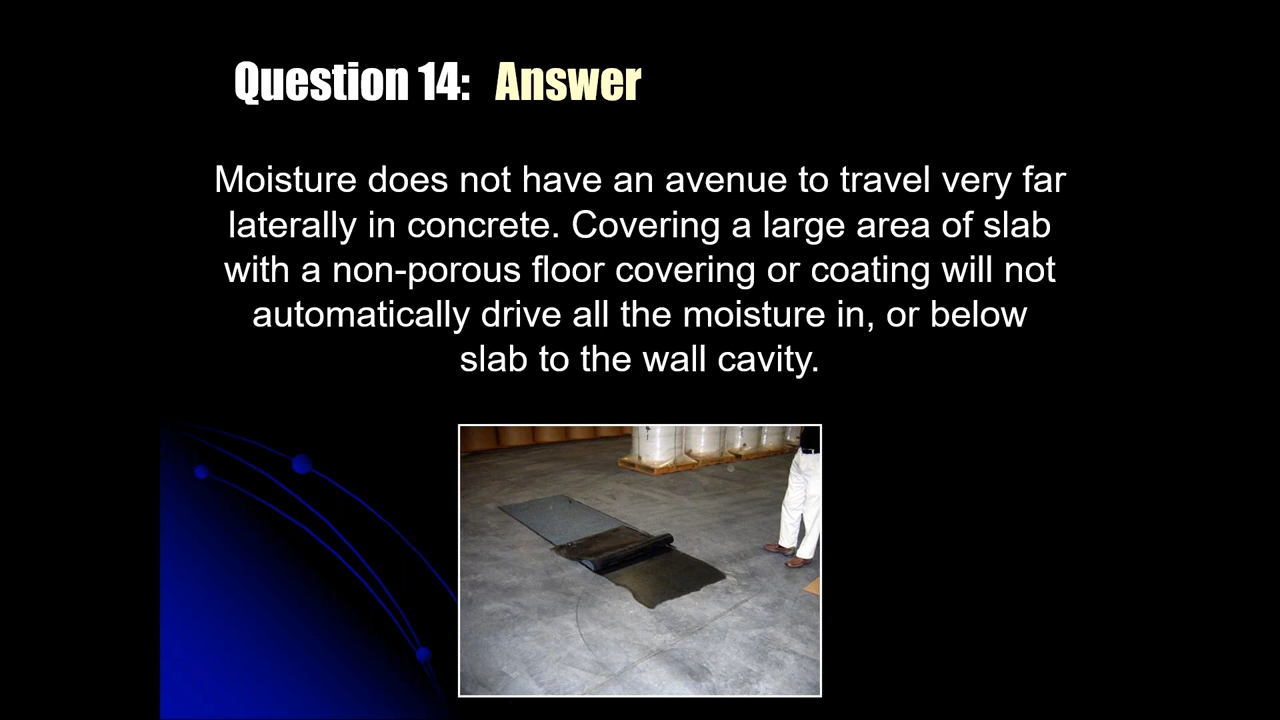 Question 14: Answer
Moisture does not have an avenue to travel very far
laterally in concrete. Covering a large area of slab
with a non-porous floor covering or coating will not
automatically drive all the moisture in, or below
slab to the wall cavity.